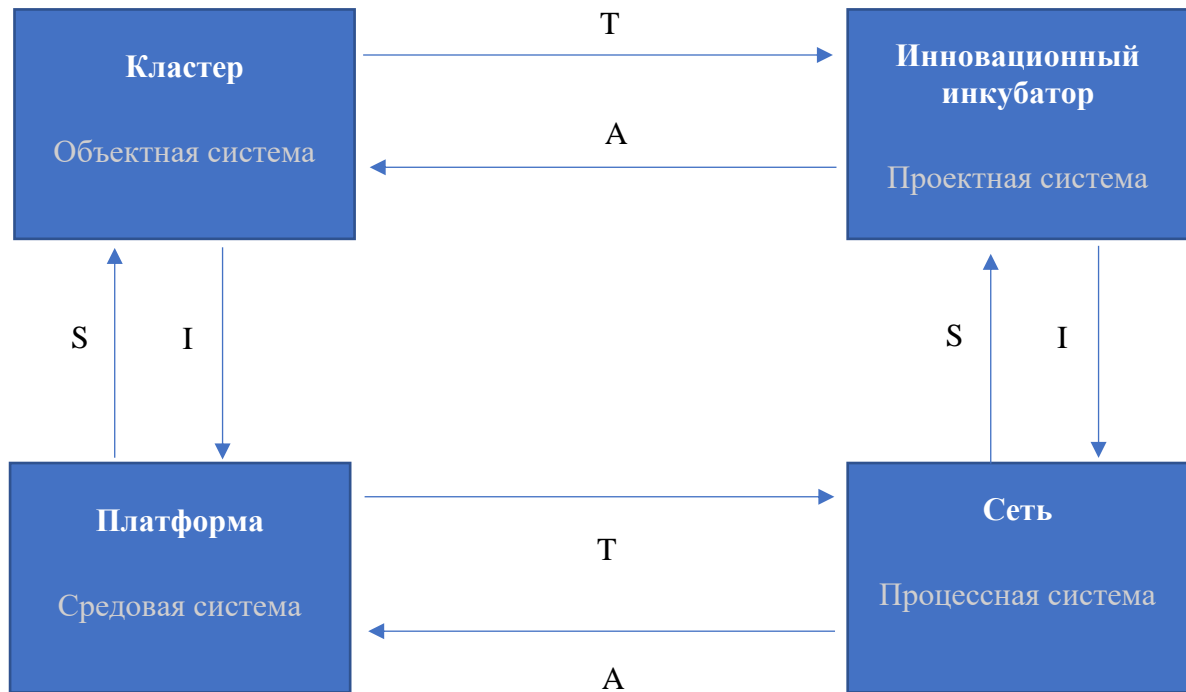 T
Кластер
Объектная система
Инновационный
инкубатор
Проектная система
A
S
I
S
I
Платформа
Средовая система
T
Сеть
Процессная система
A